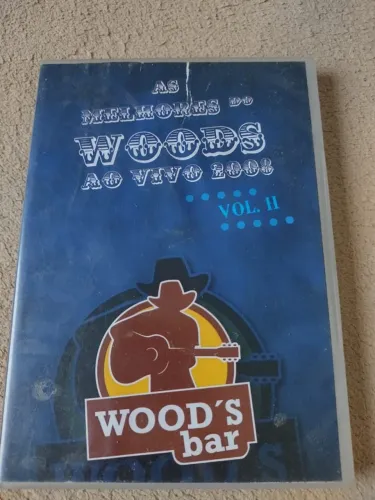 AS
MELHORES DO
WOODS
AO VIVO 2008
VOL. II
WOOD´S
bar